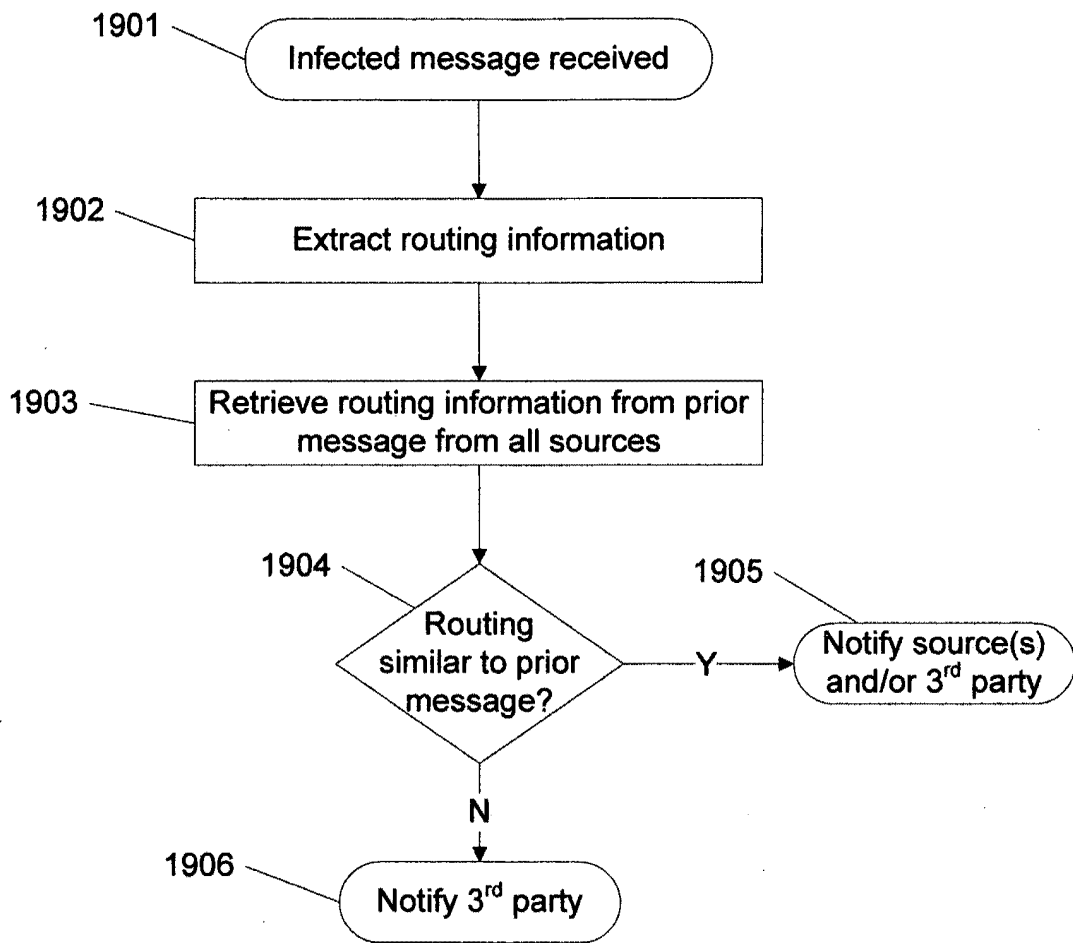 1901
Infected message received
1902
Extract routing information
1903
Retrieve routing information from prior
message from all sources
1904
Routing
similar to prior
message?
Y
1905
Notify source(s)
and/or 3rd party
N
1906
Notify 3rd party